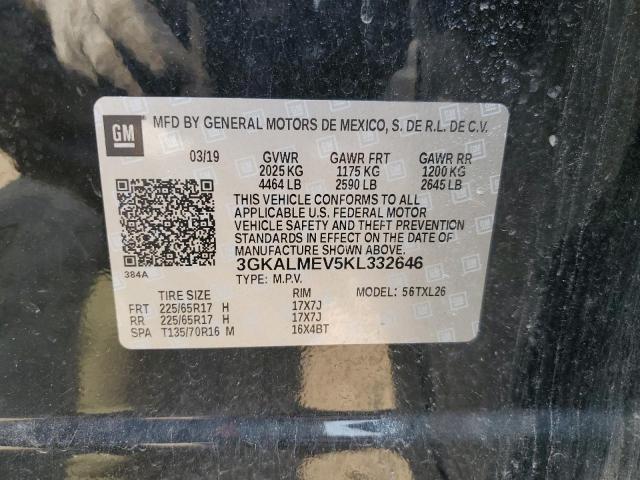 GM
MFD BY GENERAL MOTORS DE MEXICO, S. DE R.L. DE C.V.
03/19 GVWR GAWR FRT GAWR RR
2025 KG 1175 KG 1200 KG
4464 LB 2590 LB 2645 LB
THIS VEHICLE CONFORMS TO ALL
APPLICABLE U.S. FEDERAL MOTOR
VEHICLE SAFETY AND THEFT PREVENTION
STANDARDS IN EFFECT ON THE DATE OF
MANUFACTURE SHOWN ABOVE.
3GKALMEV5KL332646
384A
TYPE: M.P.V.
TIRE SIZE RIM MODEL: 56TXL26
FRT 225/65R17 H 17X7J
RR 225/65R17 H 17X7J
SPA T135/70R16 M 16X4BT